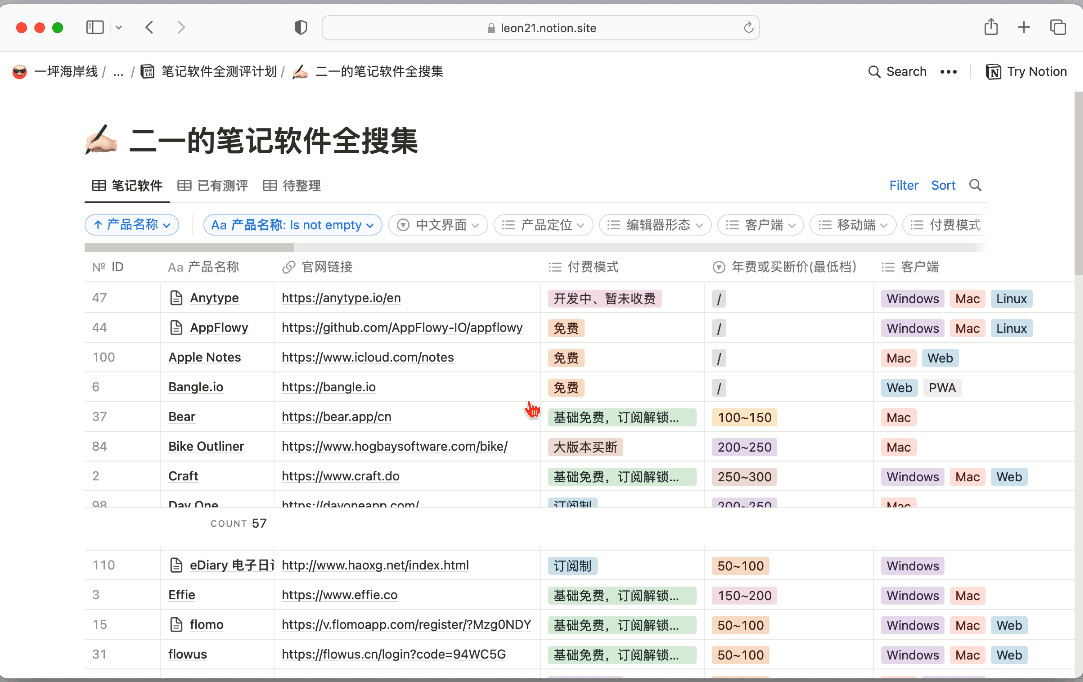 leon21.notion.site
一坪海岸线 / ... / 笔记软件全测评计划 / 二一的笔记软件全搜集 Search ••• Try Notion
二一的笔记软件全搜集
笔记软件 已有测评 待整理 Filter Sort
↑ 产品名称 Aa 产品名称: Is not empty 中文界面 产品定位 编辑器形态 客户端 移动端 付费模式
№ ID Aa 产品名称 官网链接 付费模式 年费或买断价(最低档) 客户端
47 Anytype https://anytype.io/en 开发中、暂未收费 / Windows Mac Linux
44 AppFlowy https://github.com/AppFlowy-IO/appflowy 免费 / Windows Mac Linux
100 Apple Notes https://www.icloud.com/notes 免费 / Mac Web
6 Bangle.io https://bangle.io 免费 / Web PWA
37 Bear https://bear.app/cn 基础免费，订阅解锁... 100~150 Mac
84 Bike Outliner https://www.hogbaysoftware.com/bike/ 大版本买断 200~250 Mac
2 Craft https://www.craft.do 基础免费，订阅解锁... 250~300 Windows Mac Web
98 Day One https://dayoneapp.com/ 订阅制 200~250 Mac
COUNT 57
110 eDiary 电子日记 http://www.haoxg.net/index.html 订阅制 50~100 Windows
3 Effie https://www.effie.co 基础免费，订阅解锁... 150~200 Windows Mac
15 flomo https://v.flomoapp.com/register/?Mzg0NDY 基础免费，订阅解锁... 50~100 Windows Mac Web
31 flowus https://flowus.cn/login?code=94WC5G 基础免费，订阅解锁... 50~100 Windows Mac Web